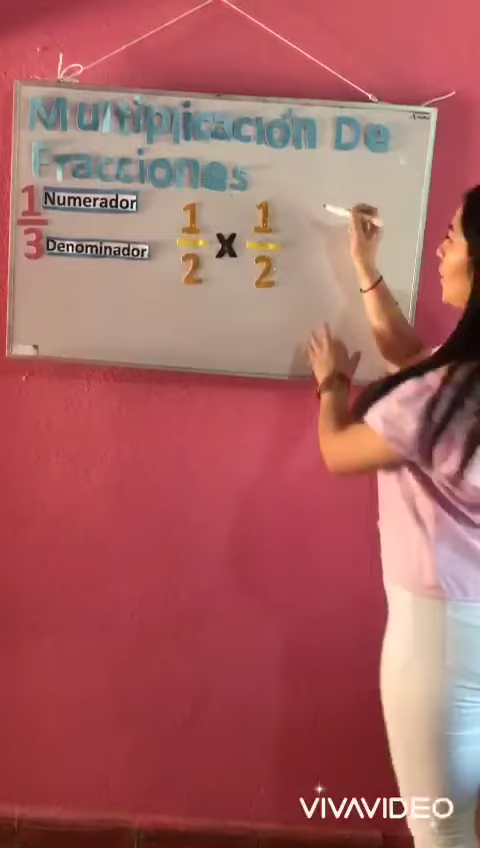 Multiplicación De
Fracciones
1 Numerador
3 Denominador
1 x 1
2 2
VIVAVIDEO